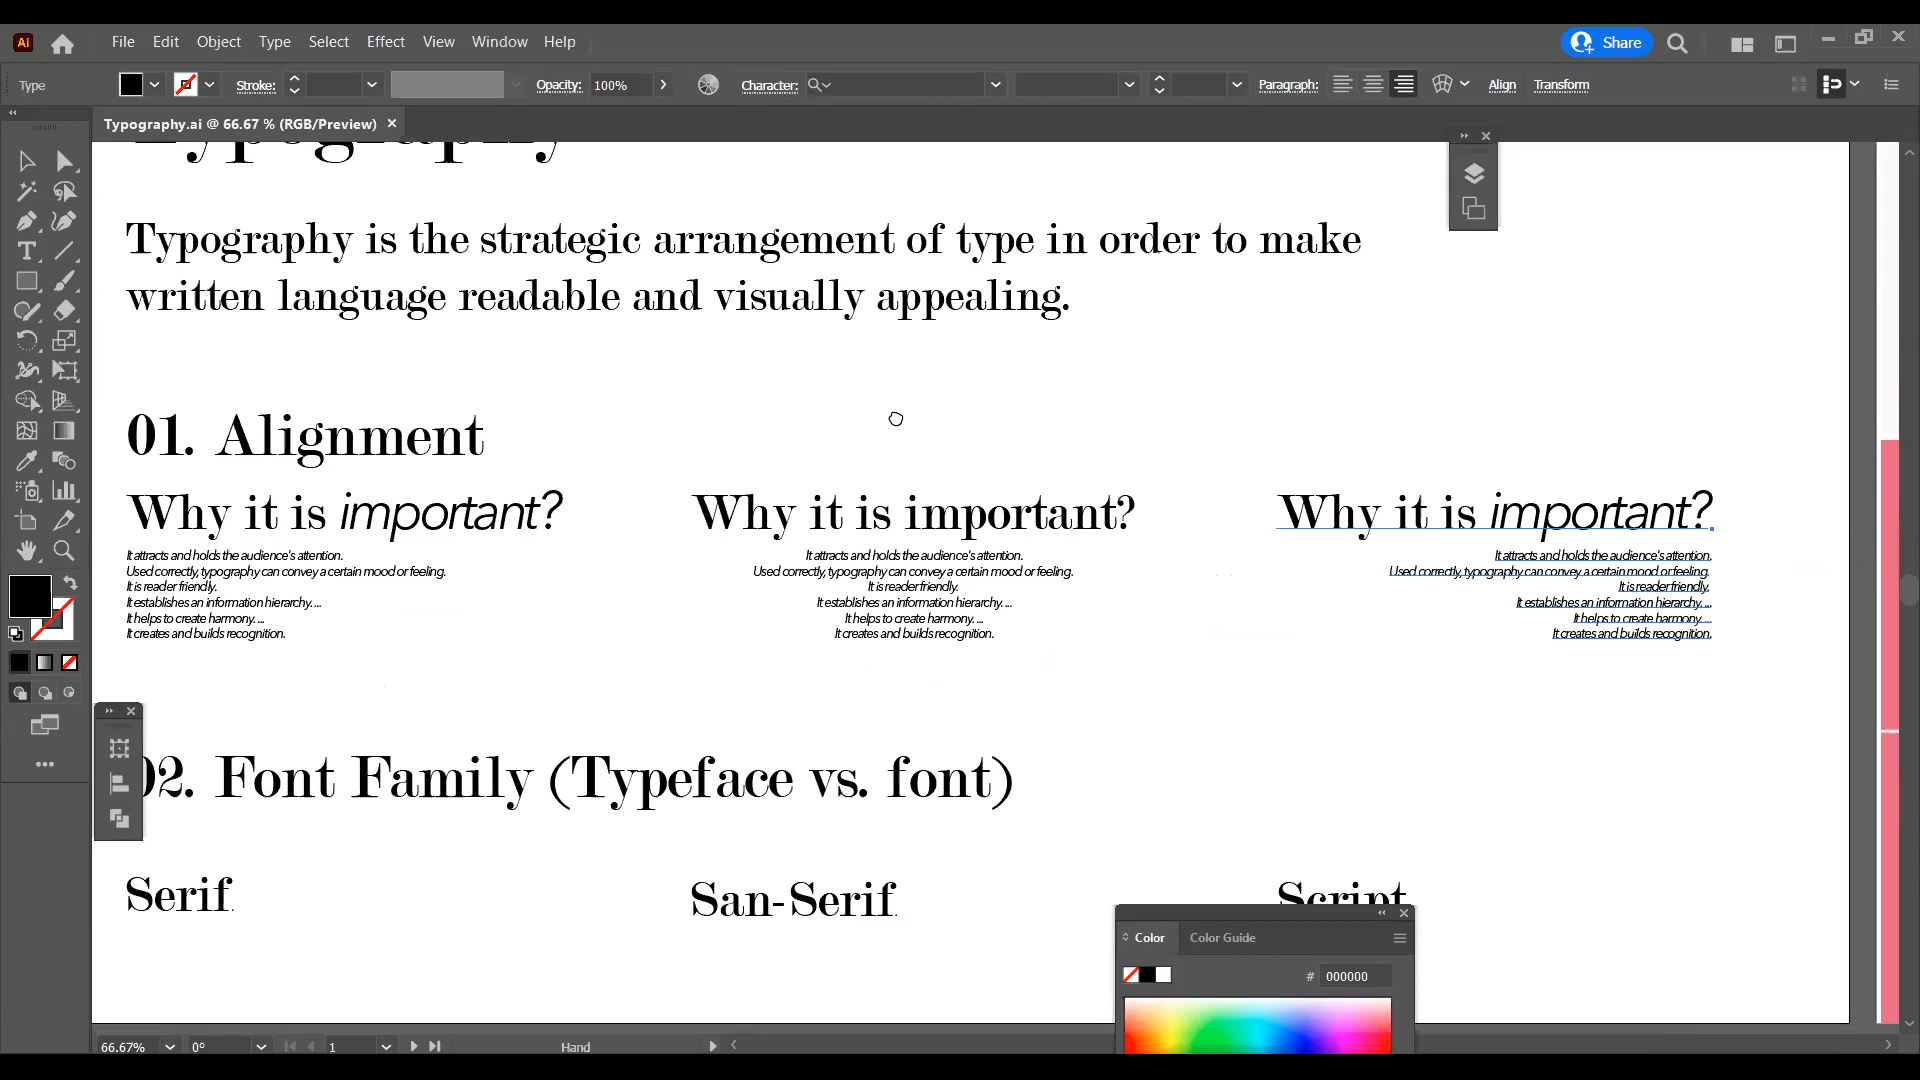 Ai
File Edit Object Type Select Effect View Window Help
Share
Type
Stroke:
Opacity: 100%
Character:
Paragraph:
Align
Transform
Typography.ai @ 66.67 % (RGB/Preview)
Typography
Typography is the strategic arrangement of type in order to make
written language readable and visually appealing.
01. Alignment
Why it is important?
It attracts and holds the audience's attention.
Used correctly, typography can convey a certain mood or feeling.
It is reader friendly.
It establishes an information hierarchy. ...
It helps to create harmony. ...
It creates and builds recognition.
Why it is important?
It attracts and holds the audience's attention.
Used correctly, typography can convey a certain mood or feeling.
It is reader friendly.
It establishes an information hierarchy. ...
It helps to create harmony. ...
It creates and builds recognition.
Why it is important?
It attracts and holds the audience's attention.
Used correctly, typography can convey a certain mood or feeling.
It is reader friendly.
It establishes an information hierarchy. ...
It helps to create harmony. ...
It creates and builds recognition.
02. Font Family (Typeface vs. font)
Serif
San-Serif
Script
Color
Color Guide
# 000000
66.67% 0° 1 Hand